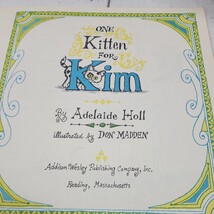 ONE
Kitten
FOR
Kim
By Adelaide Holl
illustrated by DON MADDEN
Addison Wesley Publishing Company, Inc.
Reading, Massachusetts